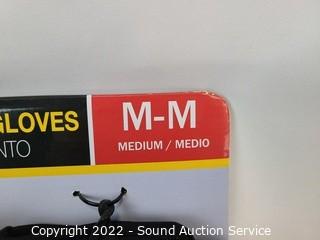 GLOVES
NTO
M-M
MEDIUM / MEDIO
Copyright 2022 - Sound Auction Service